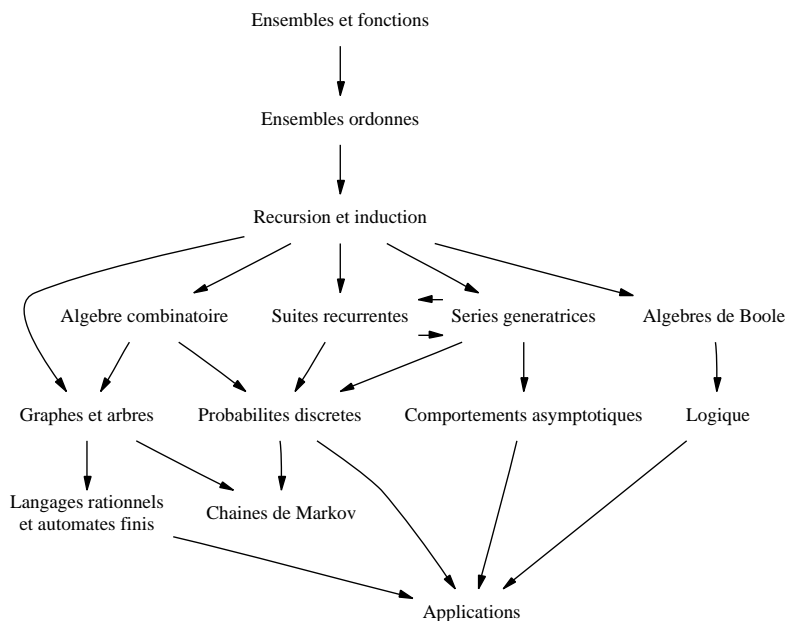 Ensembles et fonctions
Ensembles ordonnes
Recursion et induction
Algebre combinatoire
Suites recurrentes
Series generatrices
Algebres de Boole
Graphes et arbres
Probabilites discretes
Comportements asymptotiques
Logique
Langages rationnels
et automates finis
Chaines de Markov
Applications